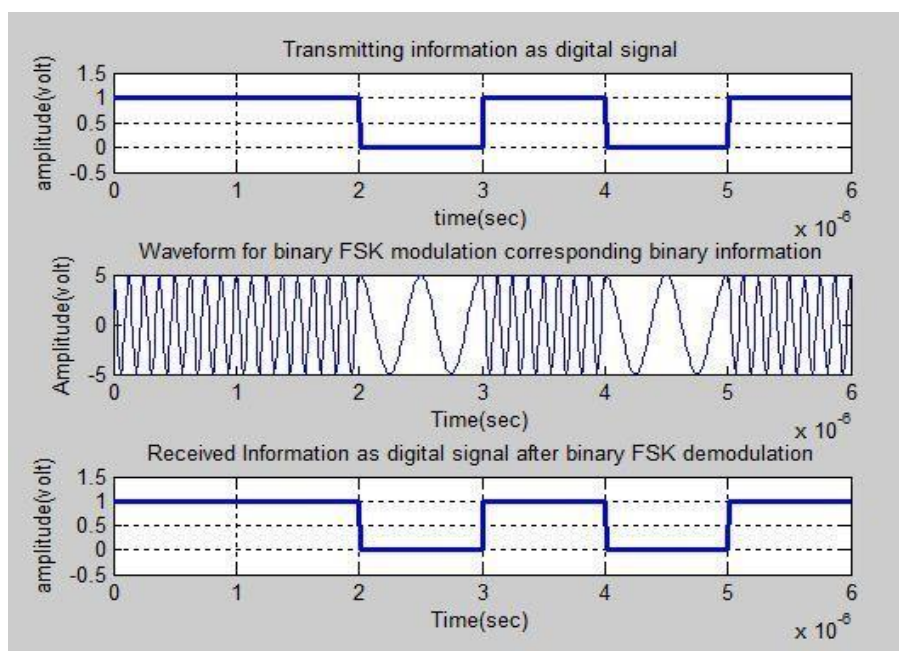 Transmitting information as digital signal
amplitude(volt)
1.5
1
0.5
0
-0.5
0 1 2 3 4 5 6
time(sec)
x 10^-6
Waveform for binary FSK modulation corresponding binary information
Amplitude(volt)
5
0
-5
0 1 2 3 4 5 6
Time(sec)
x 10^-6
Received Information as digital signal after binary FSK demodulation
amplitude(volt)
1.5
1
0.5
0
-0.5
0 1 2 3 4 5 6
Time(sec)
x 10^-6